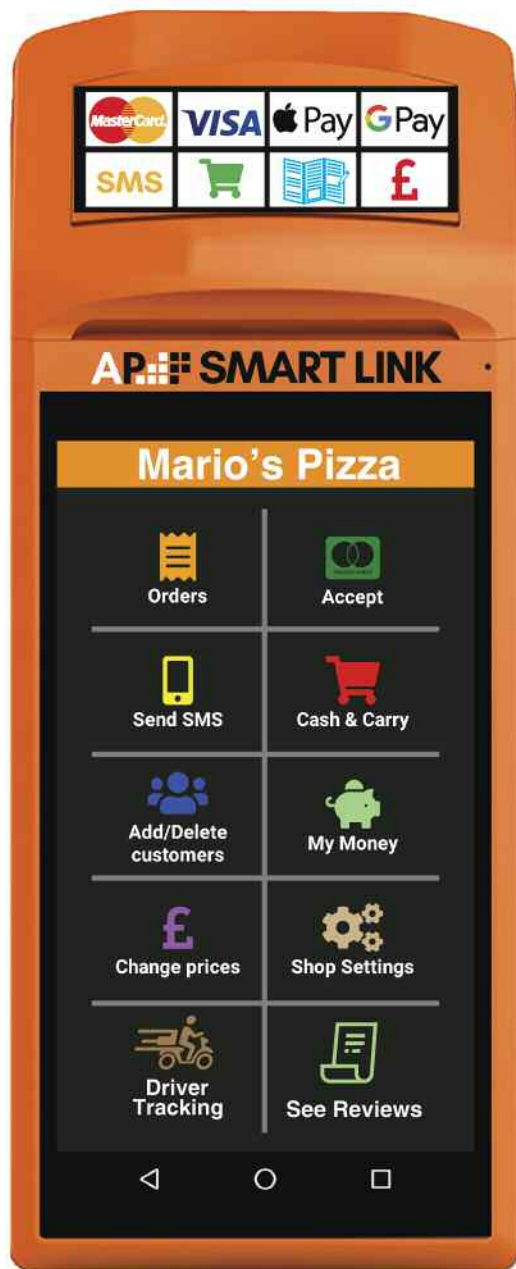 MasterCard.
VISA
Pay
G Pay
SMS
£
AP SMART LINK
Mario's Pizza
Orders
Accept
Send SMS
Cash & Carry
Add/Delete
customers
My Money
£
Change prices
Shop Settings
Driver
Tracking
See Reviews